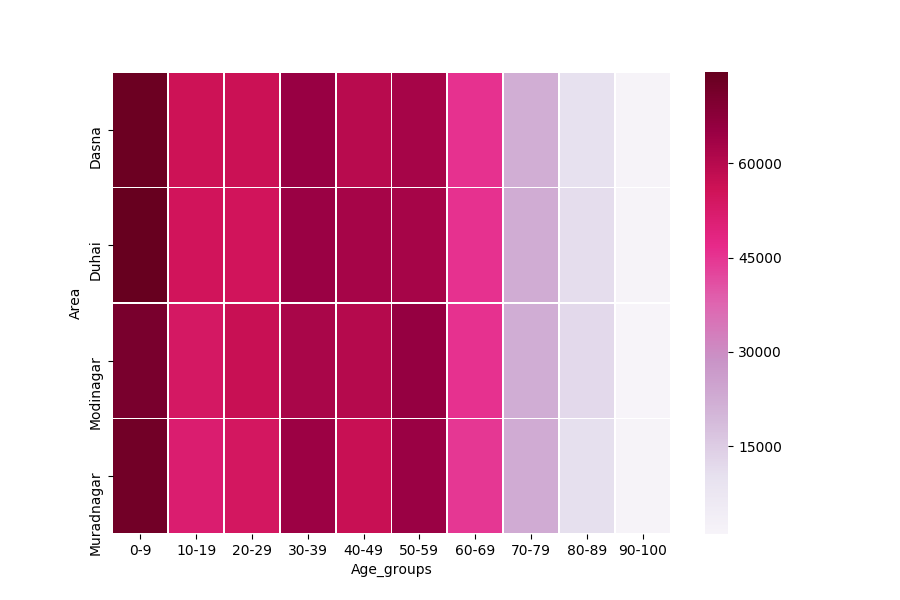 Area
Dasna
Duhai
Modinagar
Muradnagar
0-9 10-19 20-29 30-39 40-49 50-59 60-69 70-79 80-89 90-100
Age_groups
60000
45000
30000
15000